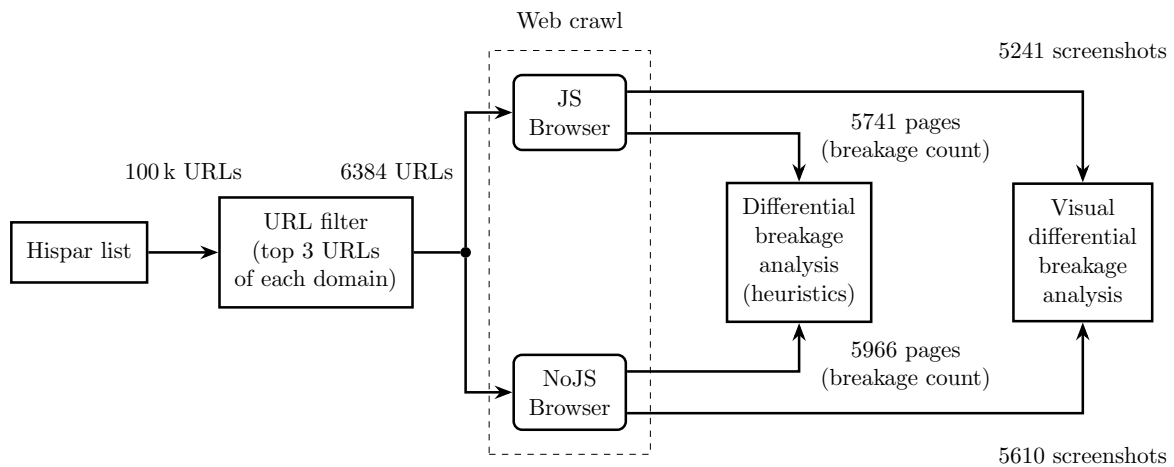 Web crawl
5241 screenshots
JS
Browser
5741 pages
(breakage count)
100 k URLs
6384 URLs
Hispar list
URL filter
(top 3 URLs
of each domain)
Differential
breakage
analysis
(heuristics)
Visual
differential
breakage
analysis
NoJS
Browser
5966 pages
(breakage count)
5610 screenshots